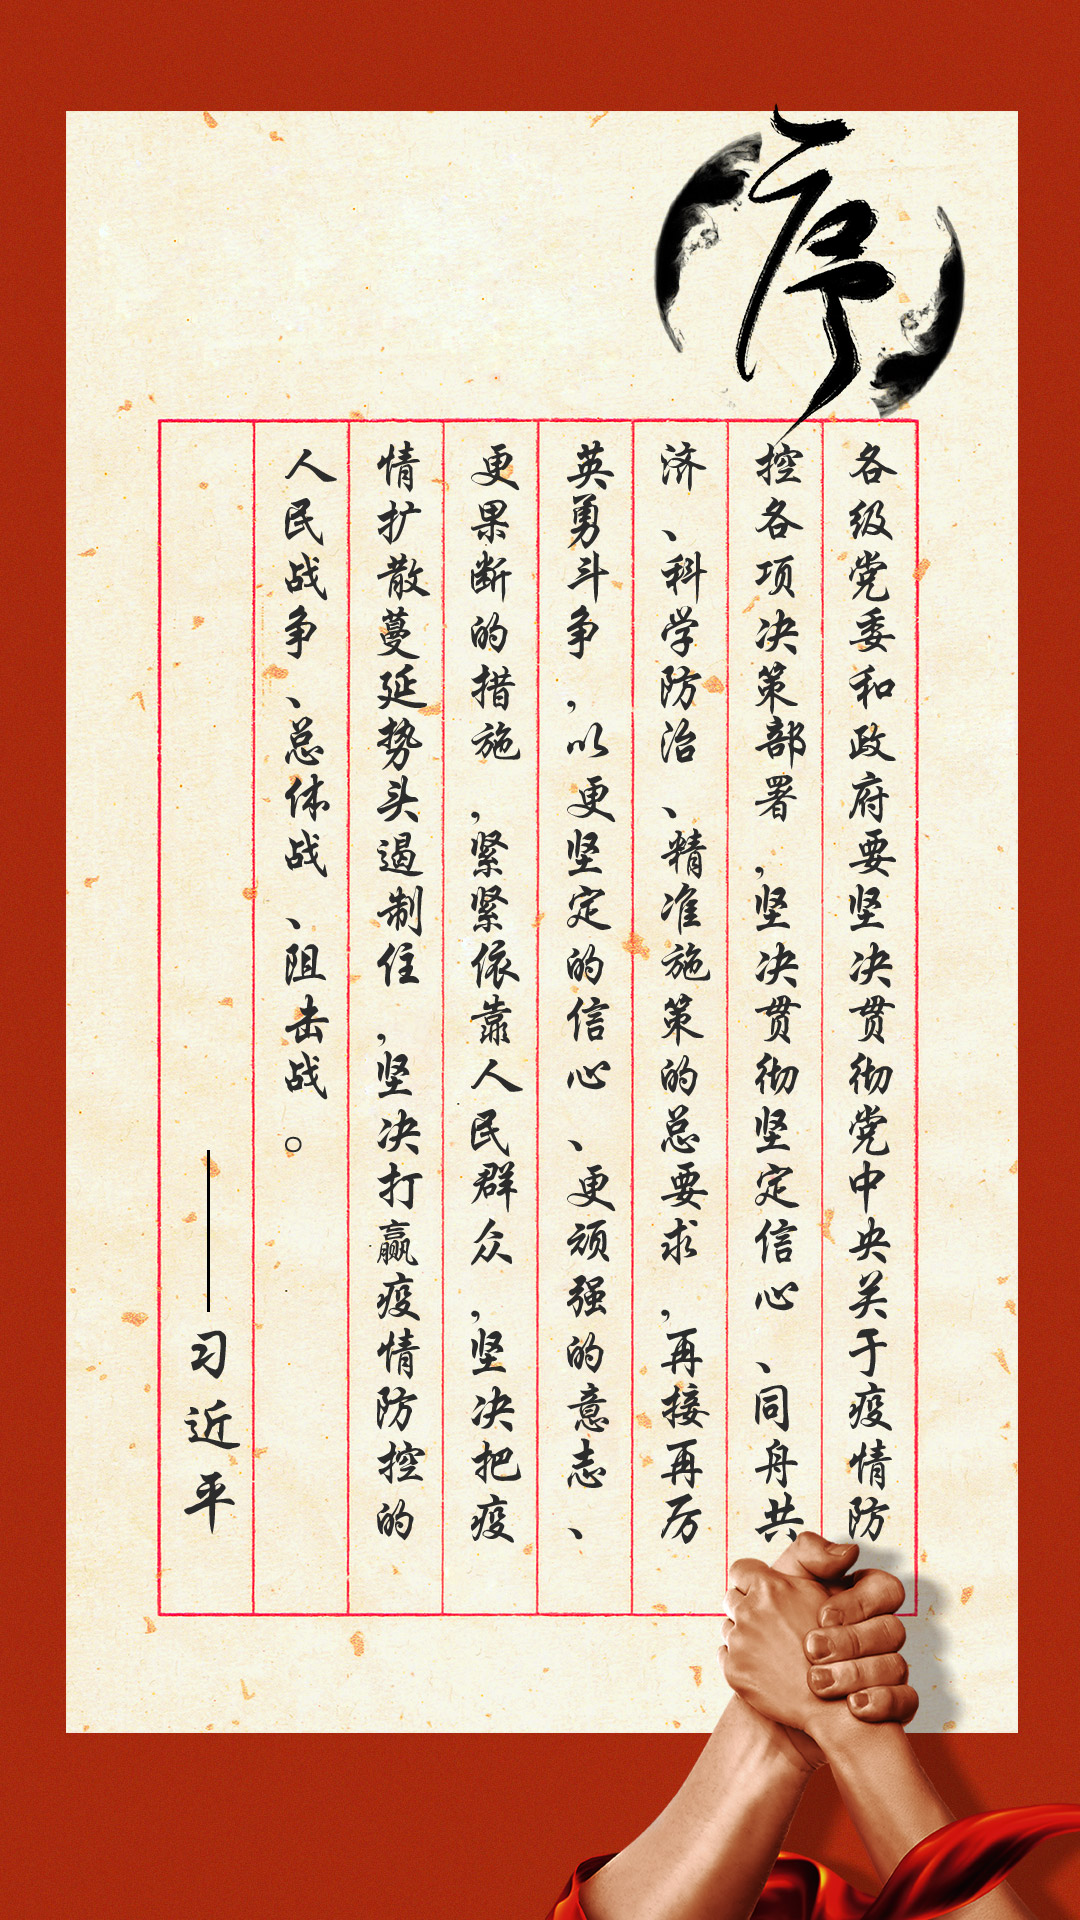 序
各级党委和政府要坚决贯彻党中央关于疫情防
控各项决策部署，坚决贯彻坚定信心、同舟共
济、科学防治、精准施策的总要求，再接再厉
英勇斗争，以更坚定的信心、更顽强的意志、
更果断的措施，紧紧依靠人民群众，坚决把疫
情扩散蔓延势头遏制住，坚决打赢疫情防控的
人民战争、总体战、阻击战。
——习近平